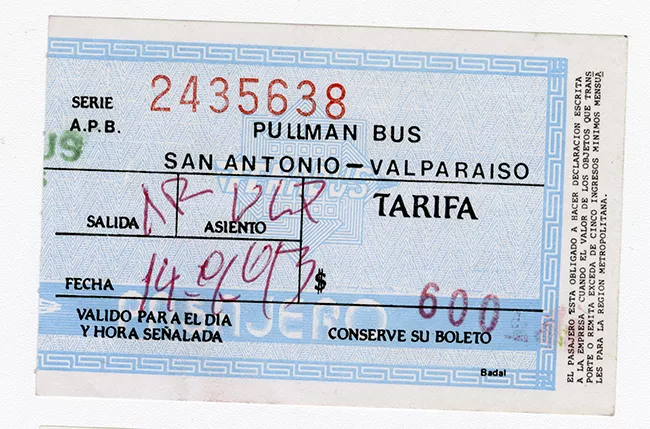 SERIE
A.P.B.
2435638
PULLMAN BUS
SAN ANTONIO — VALPARAISO
US
SALIDA
ASIENTO
TARIFA
FECHA
$
600
VALIDO PARA EL DIA
Y HORA SEÑALADA
CONSERVE SU BOLETO
Badal
EL PASAJERO ESTA OBLIGADO A HACER DECLARACION ESCRITA
A LA EMPRESA, CUANDO EL VALOR DE LOS OBJETOS QUE TRANS
PORTE O REMITA EXCEDA DE CINCO INGRESOS MINIMOS MENSUA
LES PARA LA REGION METROPOLITANA.